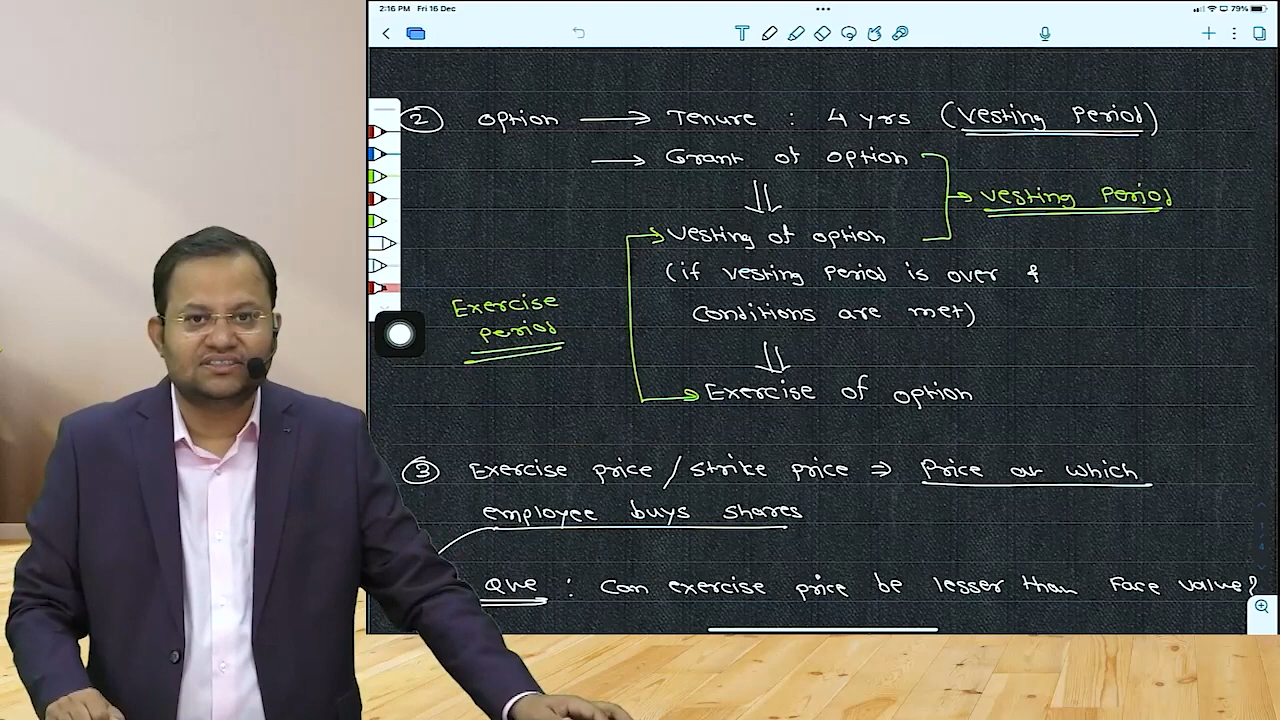 2:16 PM Fri 16 Dec
79%
② Option → Tenure : 4 yrs (Vesting Period)
→ Grant of option
→ Vesting Period
Vesting of option
(if vesting Period is over &
Conditions are met)
Exercise
Period
Exercise of option
③ Exercise price / Strike price ⇒ Price at which
employee buys shares
Que : Can exercise price be lesser than Face value?